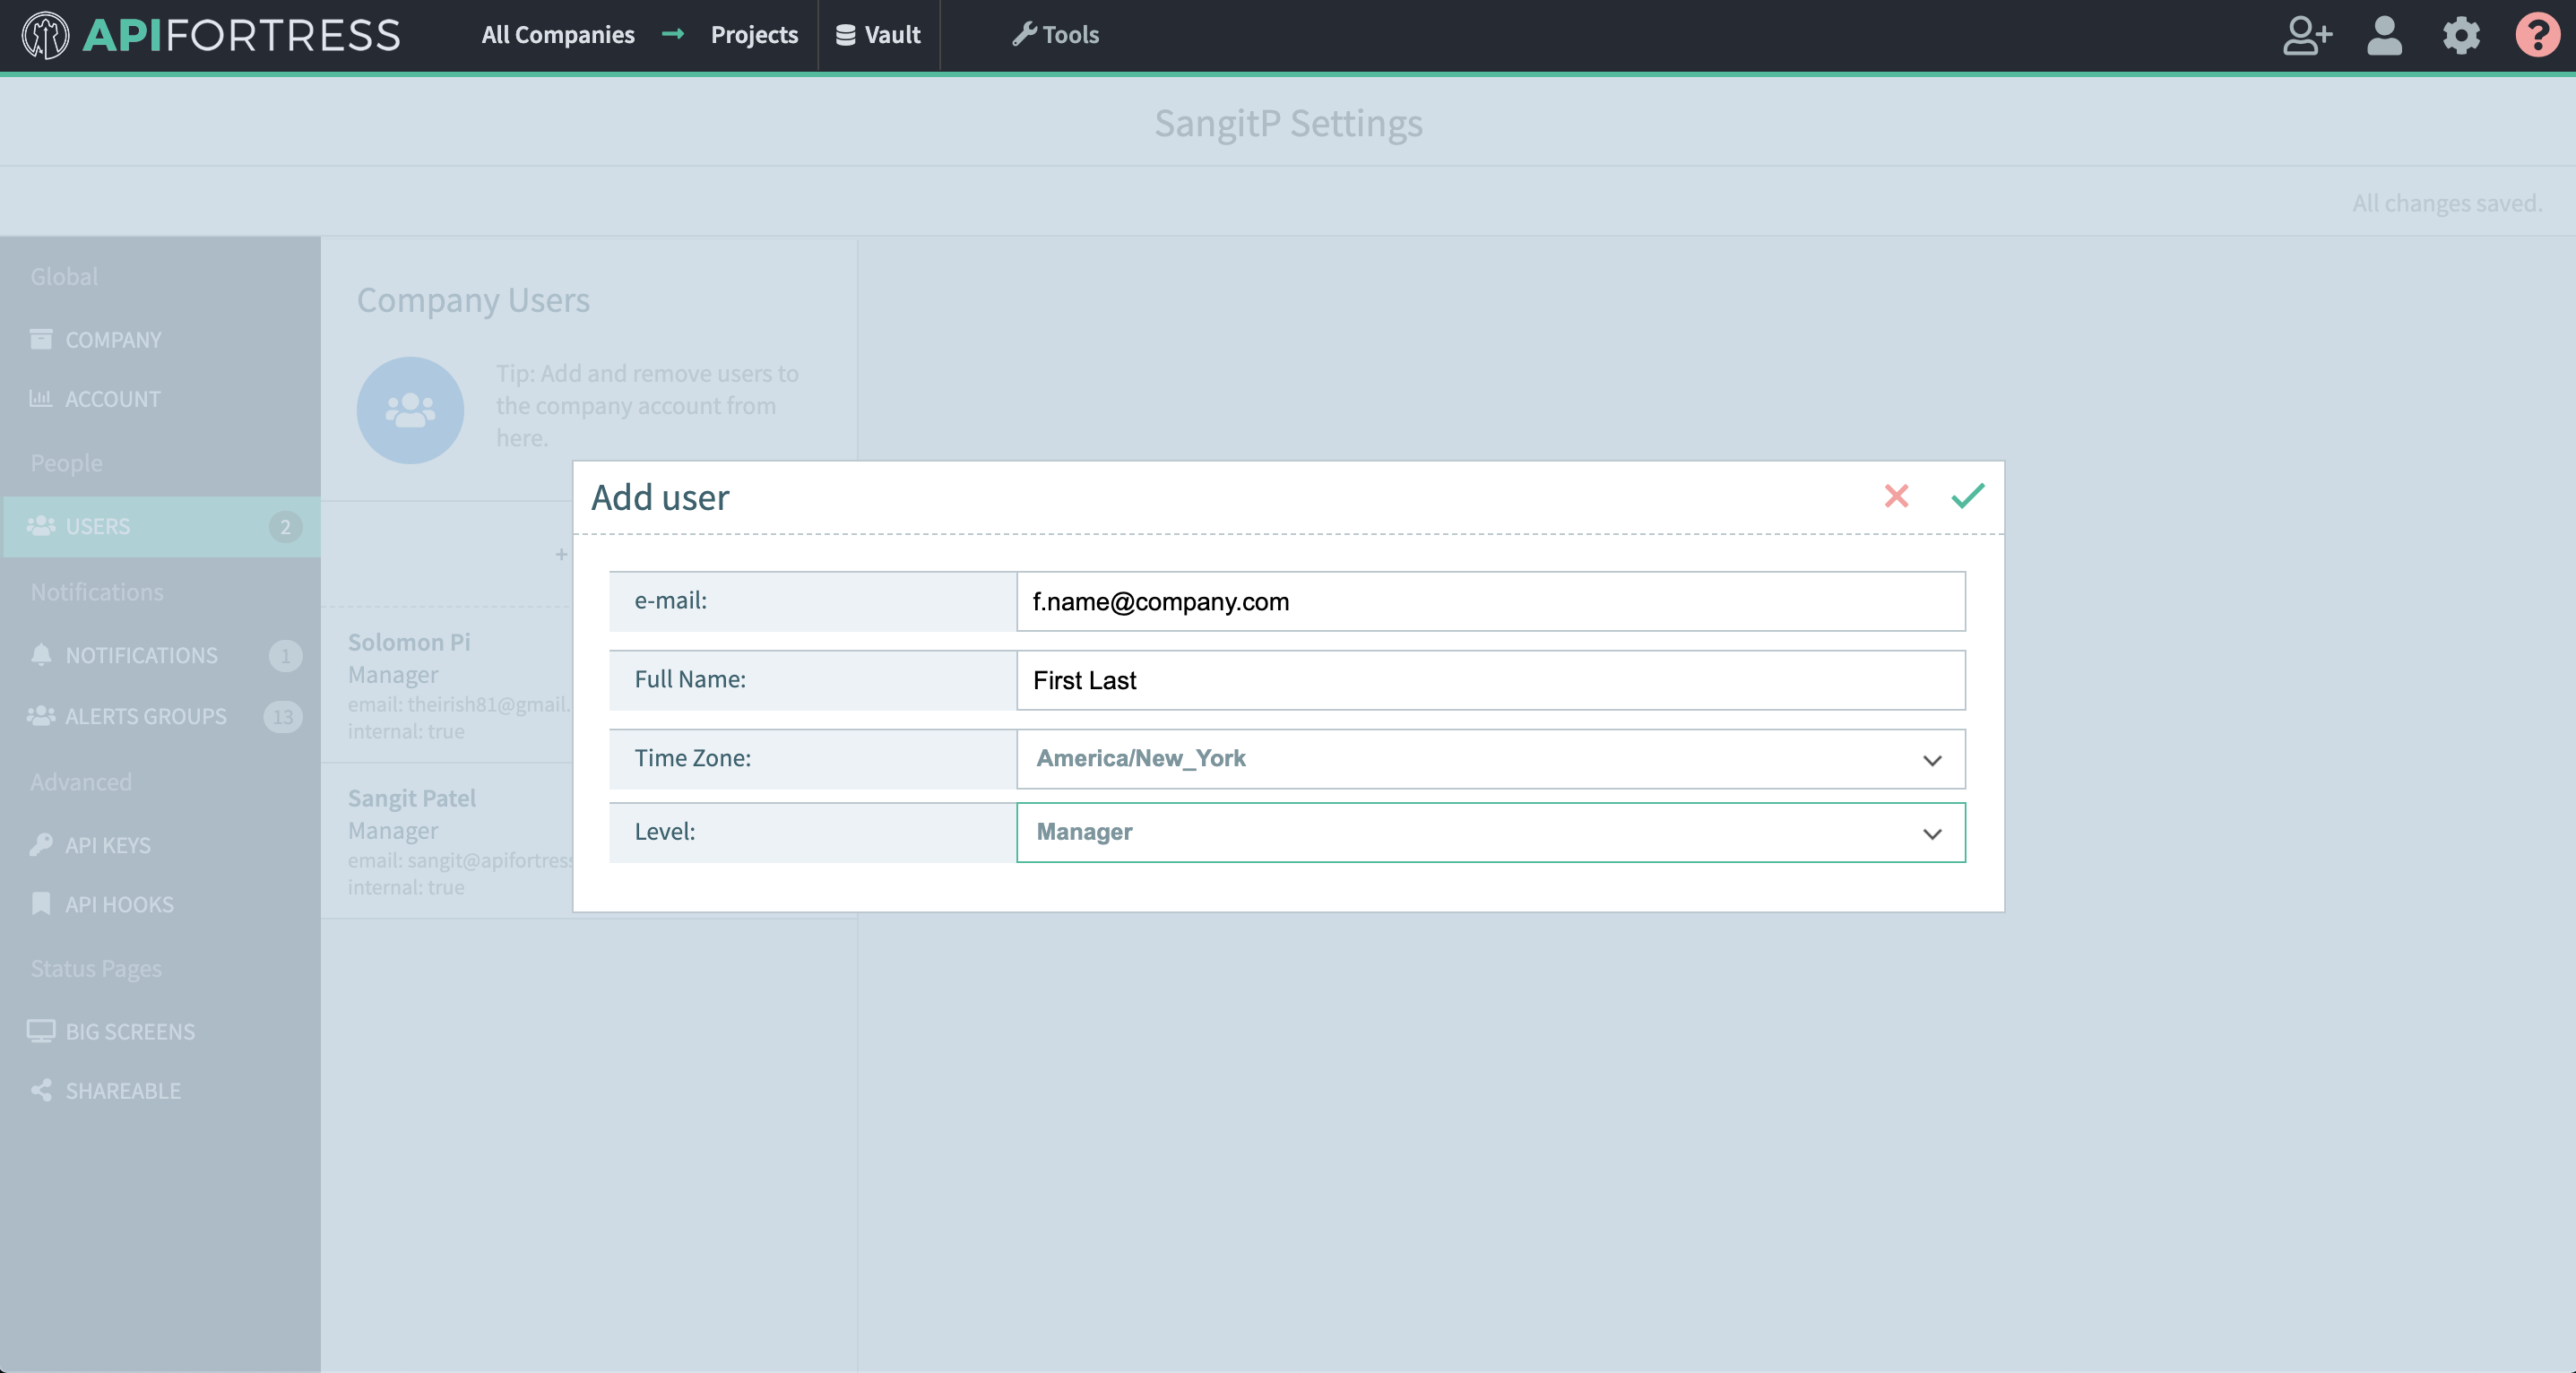 APIFORTRESS
All Companies → Projects
Vault
Tools
?
SangitP Settings
All changes saved.
Global
COMPANY
ACCOUNT
People
USERS 2
Notifications
NOTIFICATIONS 1
ALERTS GROUPS 13
Advanced
API KEYS
API HOOKS
Status Pages
BIG SCREENS
SHAREABLE
Company Users
Tip: Add and remove users to
the company account from
here.
+
Solomon Pi
Manager
email: theirish81@gmail.
internal: true
Sangit Patel
Manager
email: sangit@apifortress
internal: true
Add user
e-mail: f.name@company.com
Full Name: First Last
Time Zone: America/New_York
Level: Manager